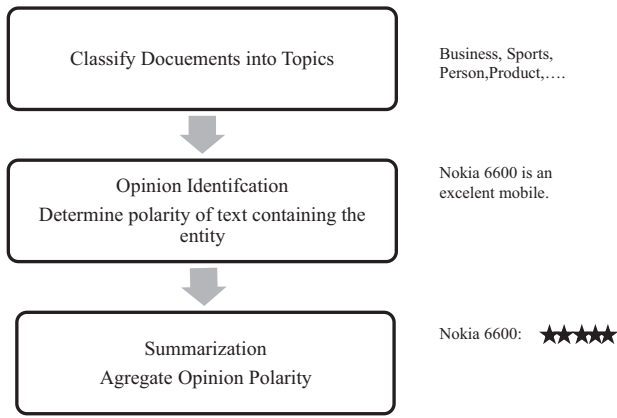 Classify Docuements into Topics
Business, Sports,
Person,Product,….
Opinion Identifcation
Determine polarity of text containing the
entity
Nokia 6600 is an
excelent mobile.
Summarization
Agregate Opinion Polarity
Nokia 6600: ★★★★★